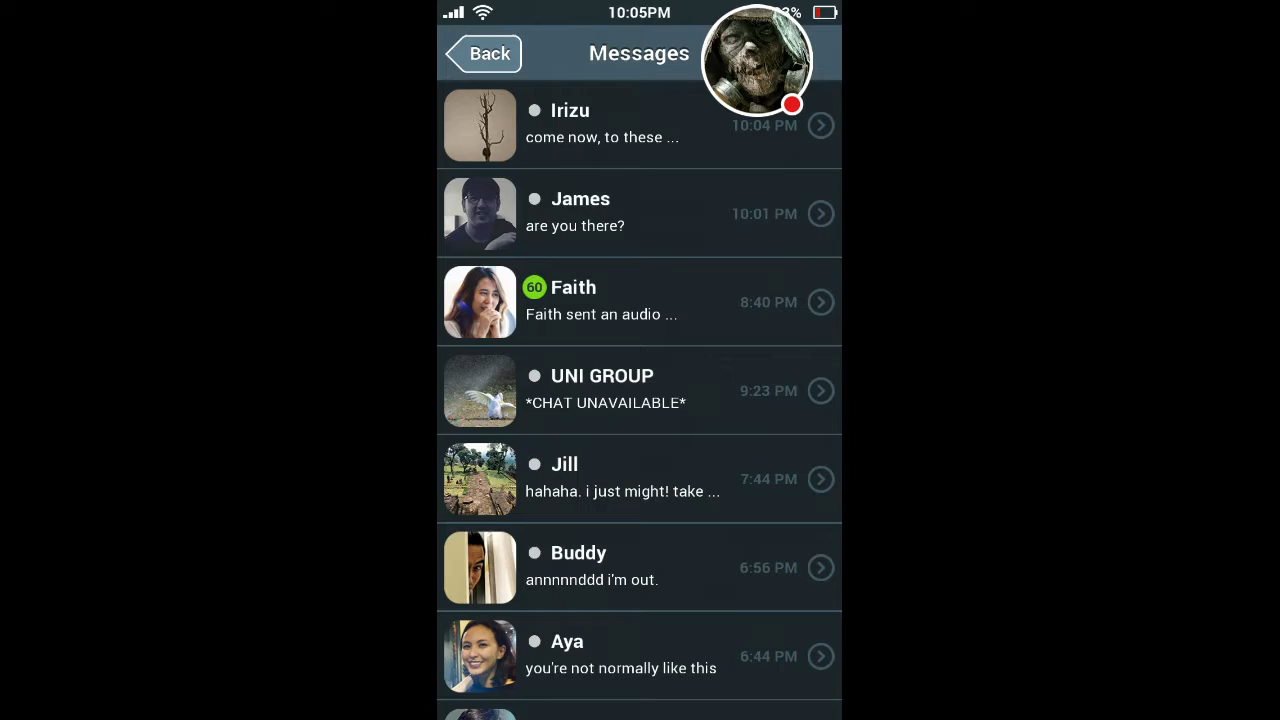 10:05PM
3%
Back
Messages
Irizu
come now, to these ...
10:04 PM
James
are you there?
10:01 PM
60 Faith
Faith sent an audio ...
8:40 PM
UNI GROUP
*CHAT UNAVAILABLE*
9:23 PM
Jill
hahaha. i just might! take ...
7:44 PM
Buddy
annnnnddd i'm out.
6:56 PM
Aya
you're not normally like this
6:44 PM